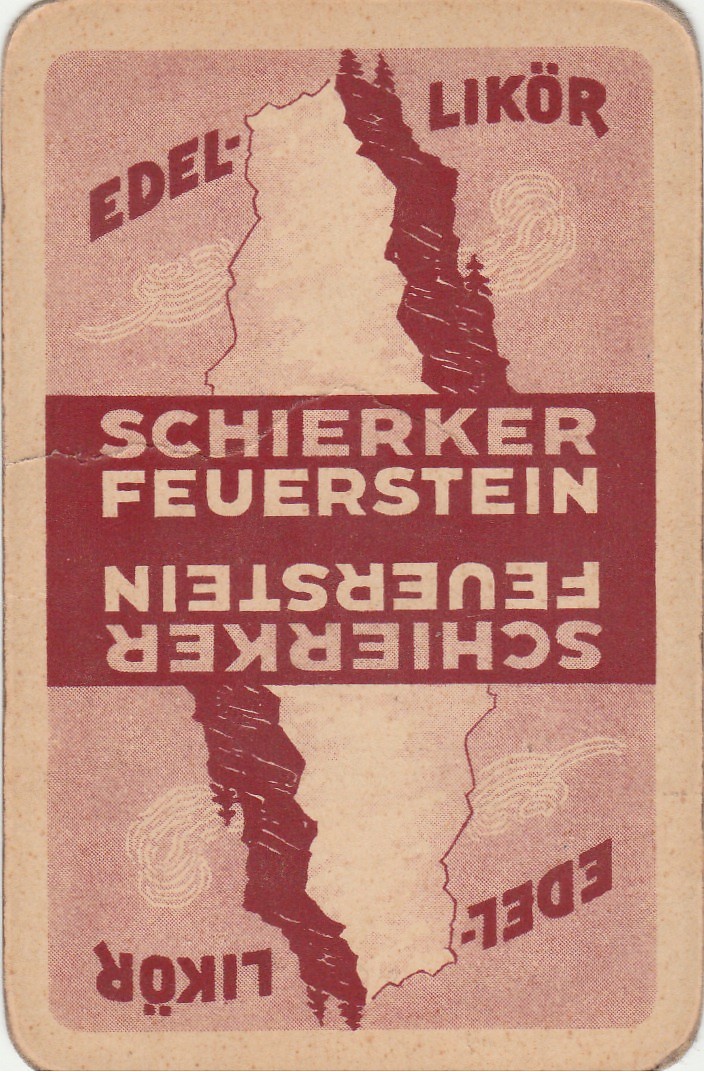 EDEL-
LIKÖR
SCHIERKER
FEUERSTEIN
SCHIERKER
FEUERSTEIN
EDEL-
LIKÖR